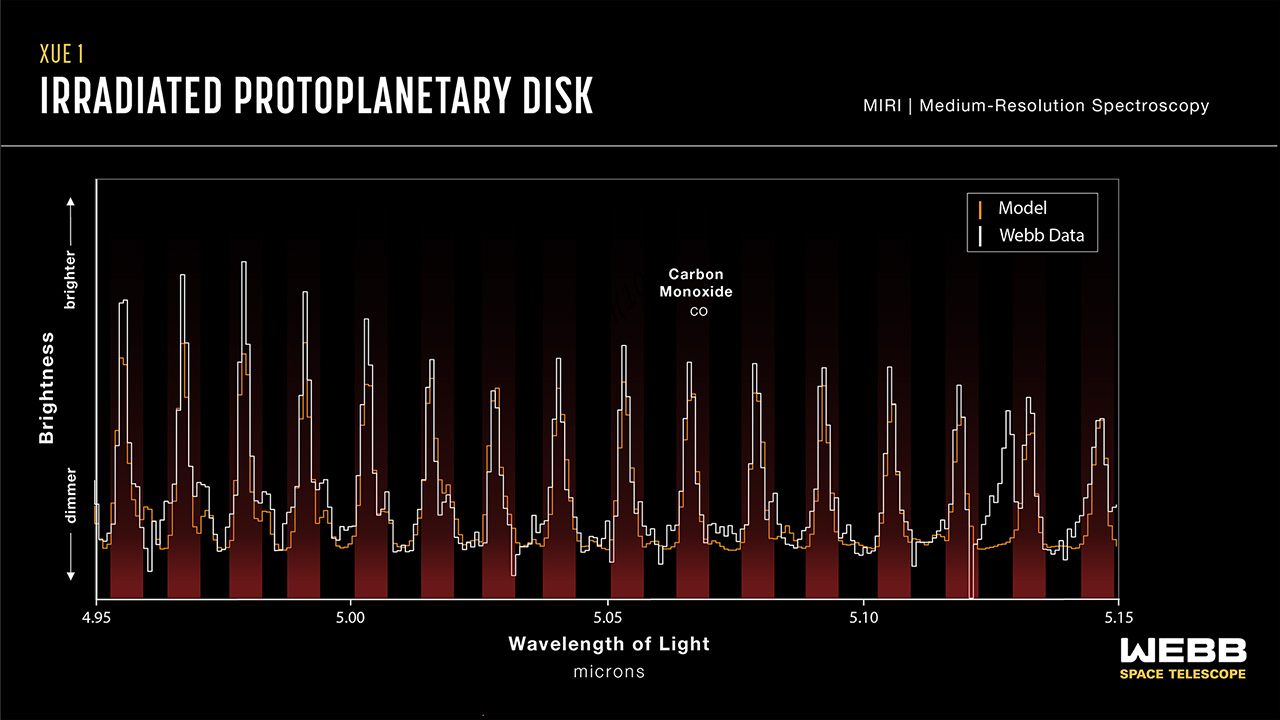 XUE 1
IRRADIATED PROTOPLANETARY DISK
MIRI | Medium-Resolution Spectroscopy
Model
Webb Data
Carbon
Monoxide
CO
brighter
Brightness
dimmer
4.95
5.00
5.05
5.10
5.15
Wavelength of Light
microns
WEBB
SPACE TELESCOPE